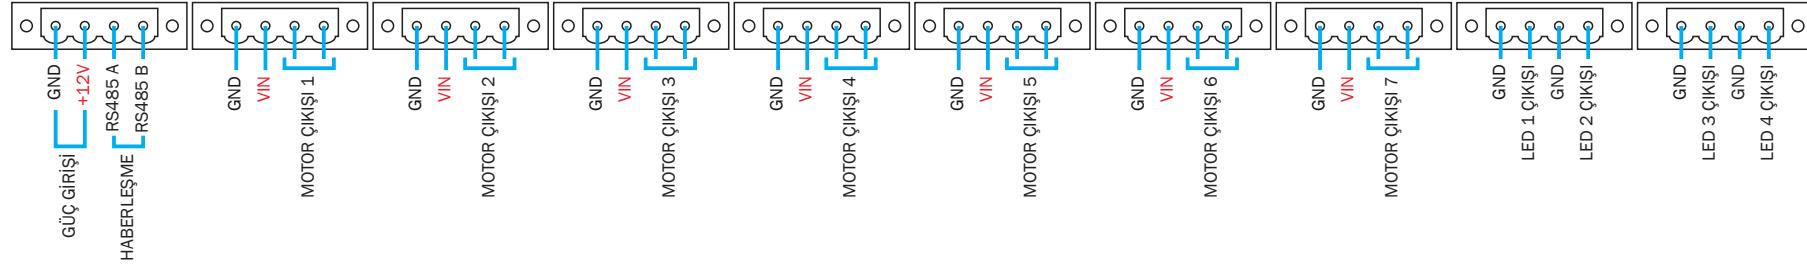 GND
+12V
RS485 A
RS485 B
GÜÇ GİRİŞİ
HABERLEŞME
GND
VIN
MOTOR ÇIKIŞI 1
GND
VIN
MOTOR ÇIKIŞI 2
GND
VIN
MOTOR ÇIKIŞI 3
GND
VIN
MOTOR ÇIKIŞI 4
GND
VIN
MOTOR ÇIKIŞI 5
GND
VIN
MOTOR ÇIKIŞI 6
GND
VIN
MOTOR ÇIKIŞI 7
GND
LED 1 ÇIKIŞI
GND
LED 2 ÇIKIŞI
GND
LED 3 ÇIKIŞI
GND
LED 4 ÇIKIŞI